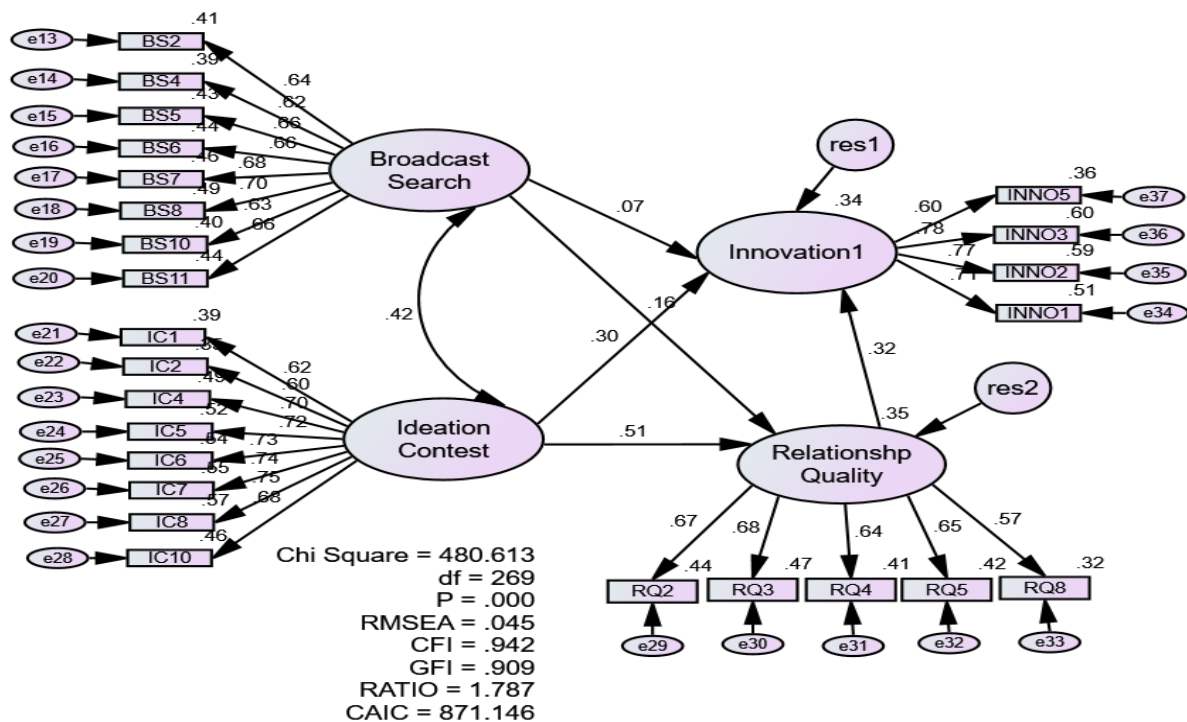 .41
e13
BS2
.64
.39
e14
BS4
.62
.43
e15
BS5
.66
.44
e16
BS6
.66
.46
e17
BS7
.68
.49
e18
BS8
.70
.40
e19
BS10
.63
.44
e20
BS11
.66
Broadcast
Search
res1
.07
.34
Innovation1
.36
.60
INNO5
e37
.60
.78
INNO3
e36
.59
.77
INNO2
e35
.51
.71
INNO1
e34
.42
.16
.30
.32
.39
e21
IC1
.62
e22
IC2
.60
.49
e23
IC4
.70
.52
e24
IC5
.72
.54
e25
IC6
.73
.55
e26
IC7
.74
.57
e27
IC8
.75
.46
e28
IC10
.68
Ideation
Contest
.51
res2
.35
Relationshp
Quality
.67
.68
.64
.65
.57
.44
.47
.41
.42
.32
RQ2
RQ3
RQ4
RQ5
RQ8
e29
e30
e31
e32
e33
Chi Square = 480.613
df = 269
P = .000
RMSEA = .045
CFI = .942
GFI = .909
RATIO = 1.787
CAIC = 871.146